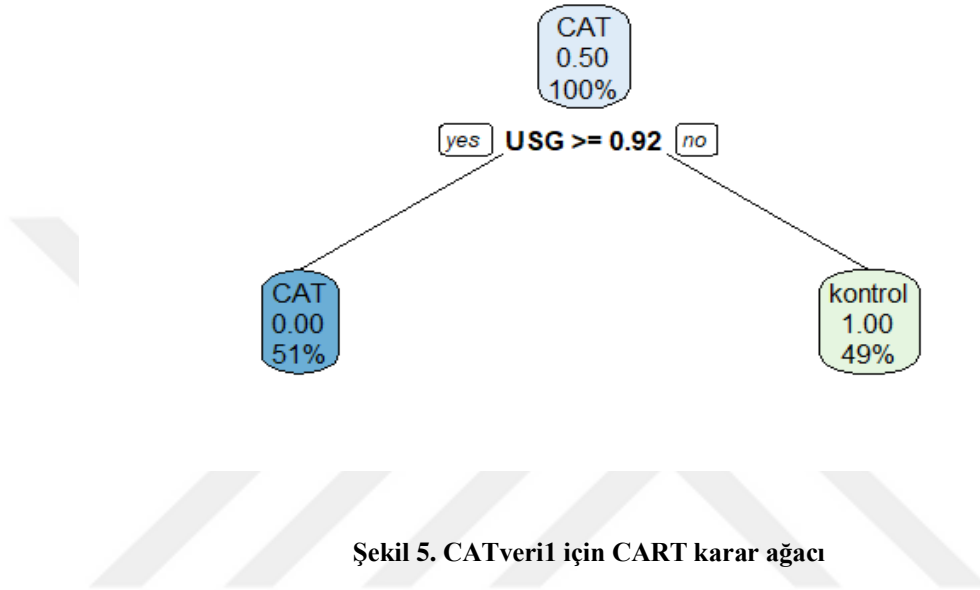 CAT
0.50
100%
yes USG >= 0.92 no
CAT
0.00
51%
kontrol
1.00
49%
Şekil 5. CATveri1 için CART karar ağacı